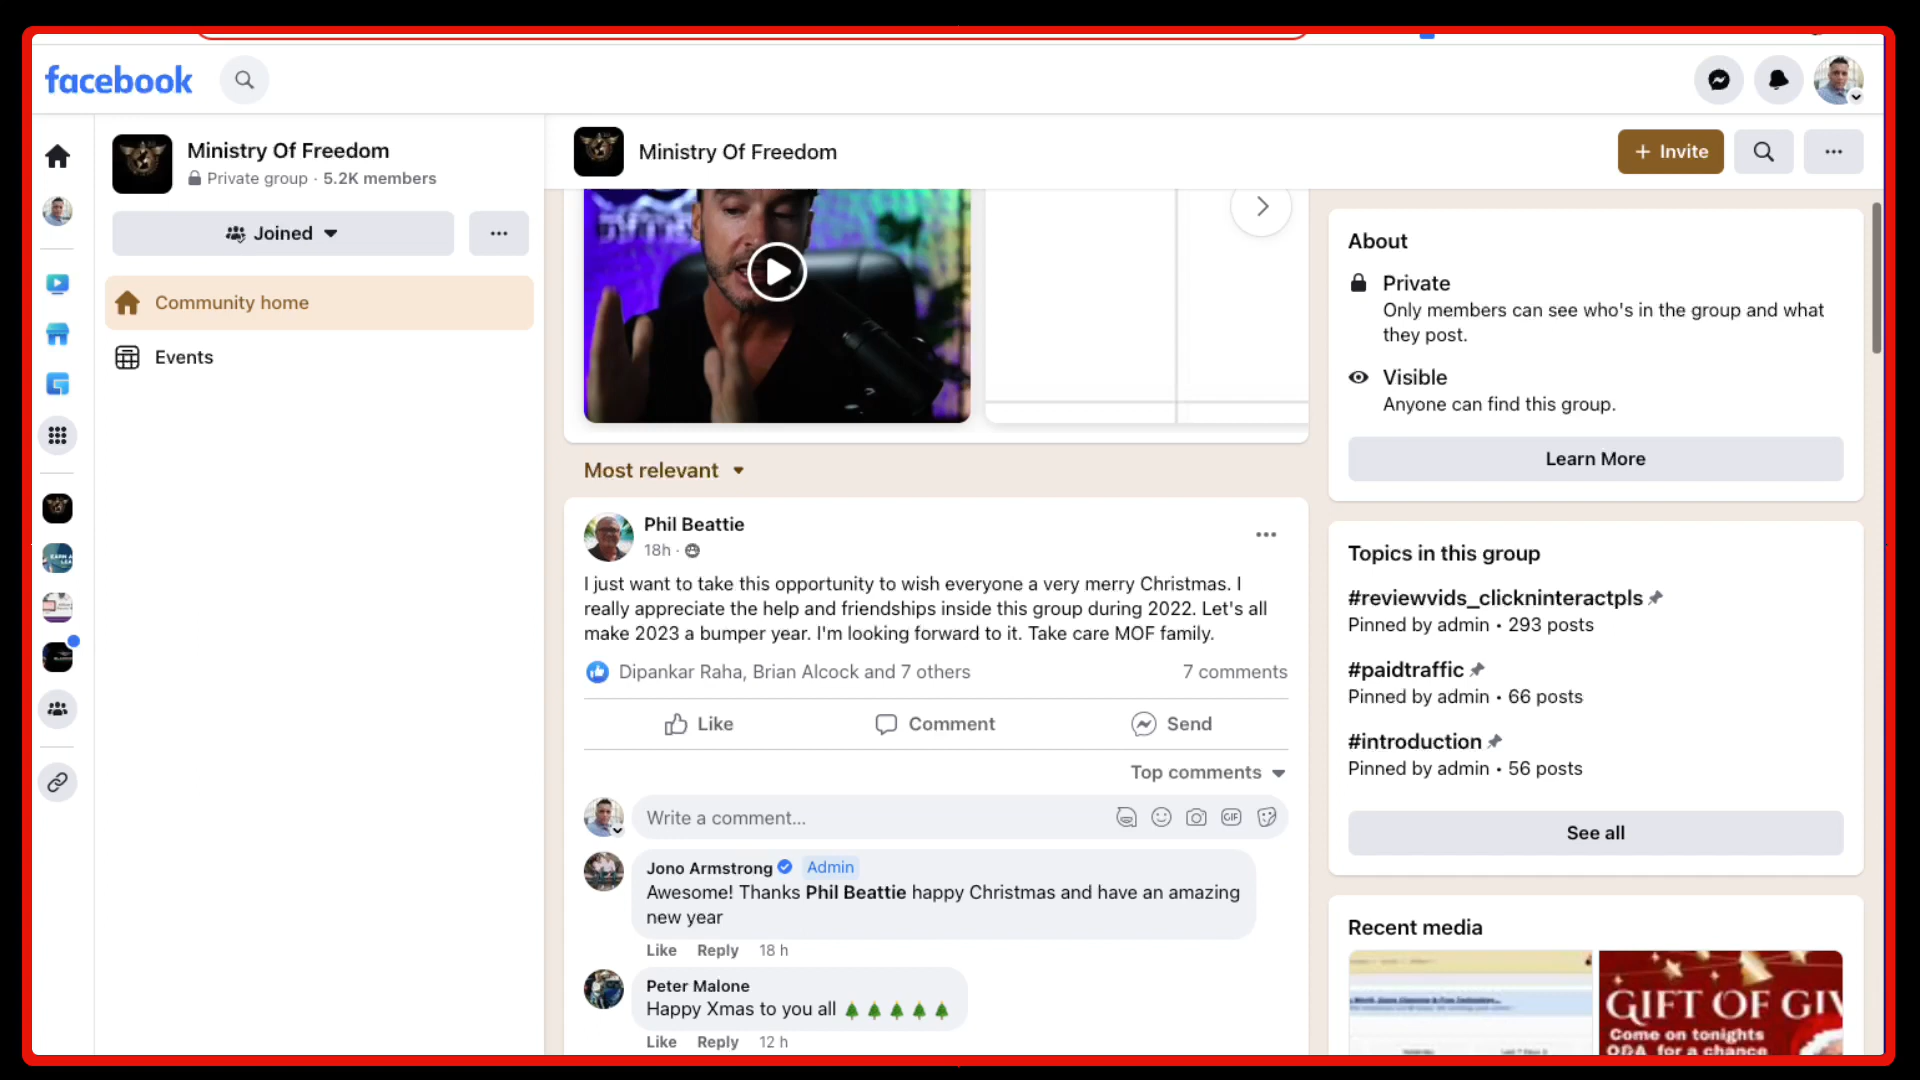 facebook
Ministry Of Freedom
Private group · 5.2K members
Joined
Community home
Events
Ministry Of Freedom
+ Invite
Most relevant
Phil Beattie
18h ·
I just want to take this opportunity to wish everyone a very merry Christmas. I
really appreciate the help and friendships inside this group during 2022. Let's all
make 2023 a bumper year. I'm looking forward to it. Take care MOF family.
Dipankar Raha, Brian Alcock and 7 others
7 comments
Like
Comment
Send
Top comments
Write a comment...
GIF
Jono Armstrong Admin
Awesome! Thanks Phil Beattie happy Christmas and have an amazing
new year
Like Reply 18 h
Peter Malone
Happy Xmas to you all 🌲🌲🌲🌲🌲
Like Reply 12 h
About
Private
Only members can see who's in the group and what
they post.
Visible
Anyone can find this group.
Learn More
Topics in this group
#reviewvids_clickninteractpls
Pinned by admin • 293 posts
#paidtraffic
Pinned by admin • 66 posts
#introduction
Pinned by admin • 56 posts
See all
Recent media
GIFT OF GIV
Come on tonights
Q&A for a chance